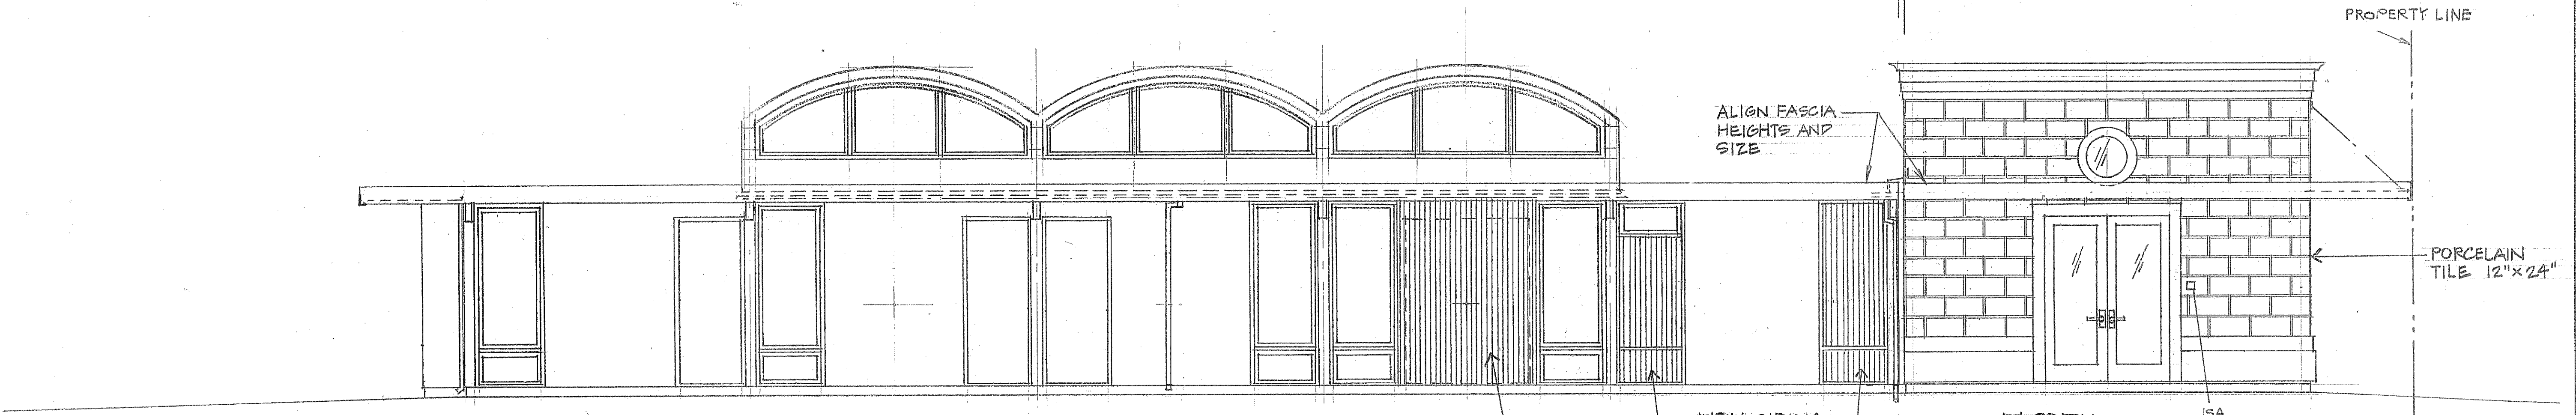 PROPERTY LINE
ALIGN FASCIA
HEIGHTS AND
SIZE
PORCELAIN
TILE 12"x24"
ISA